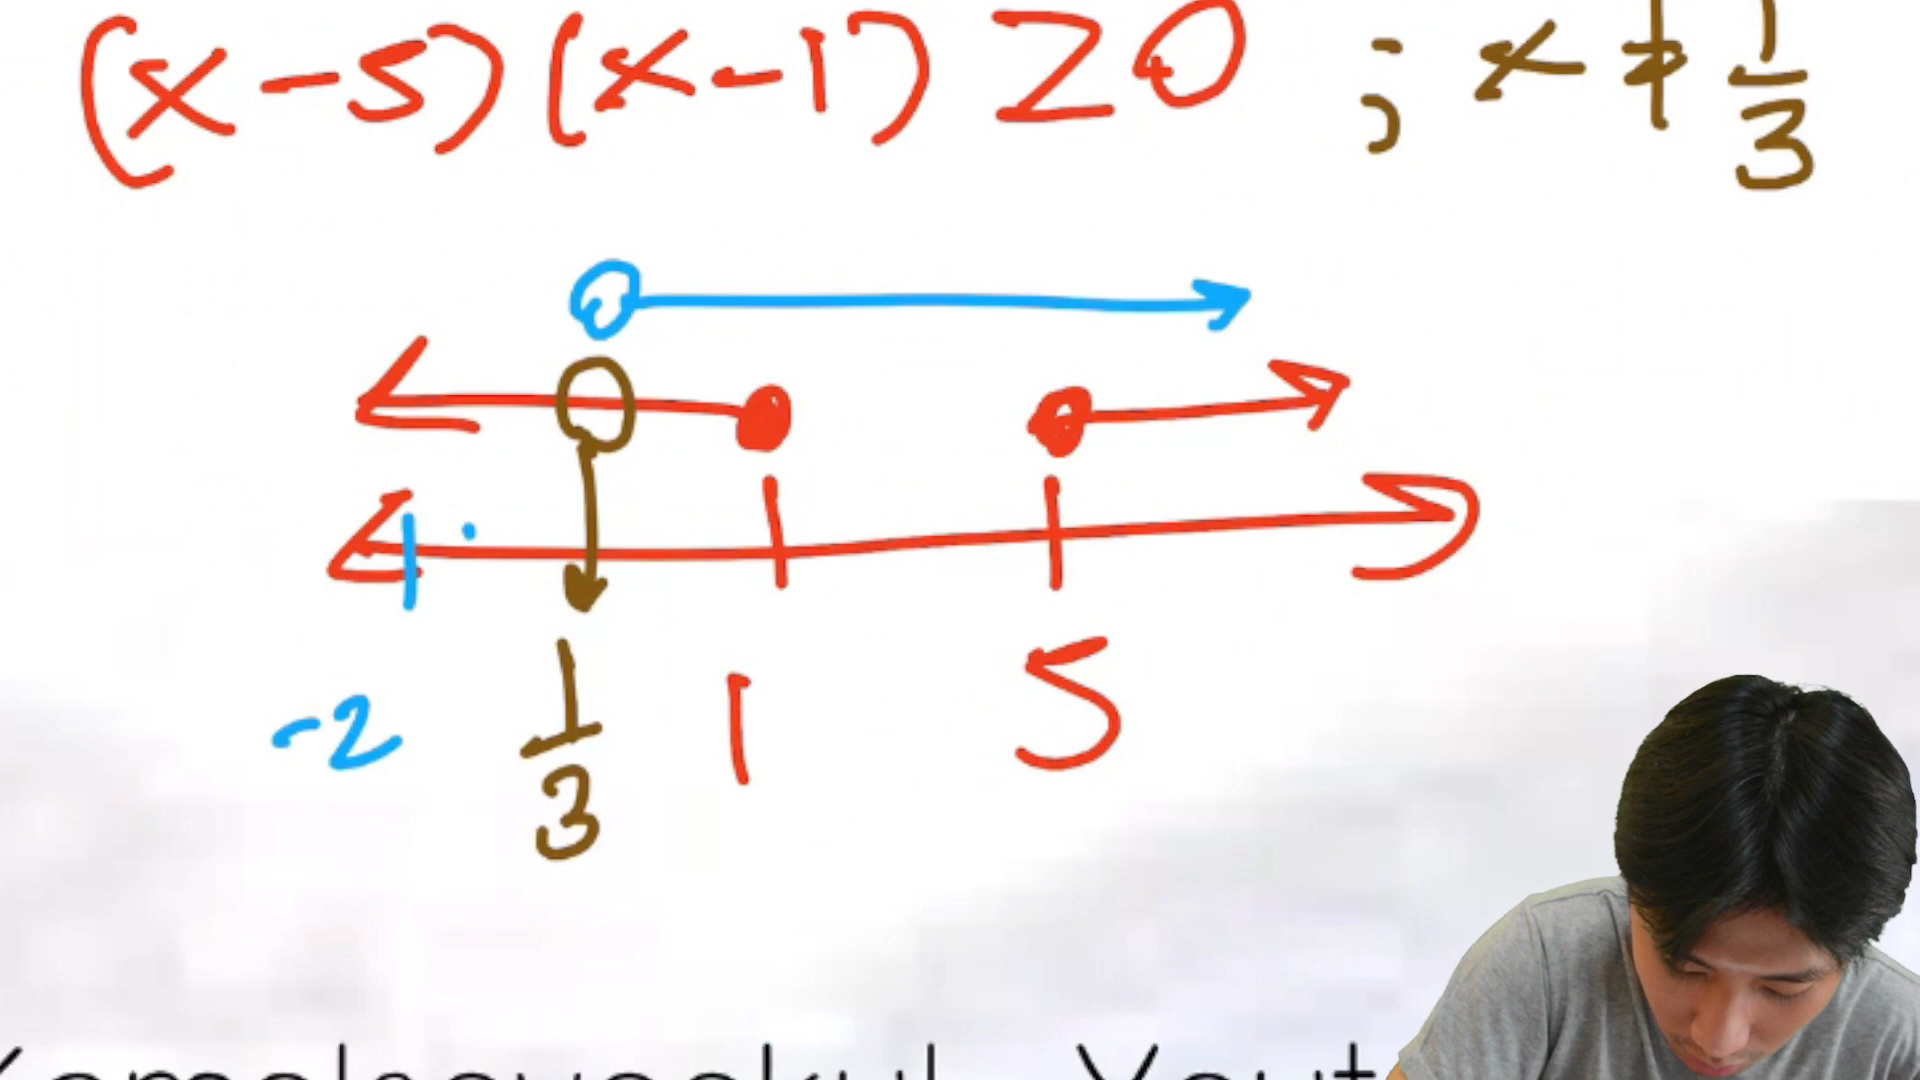 (x-5)(x-1) ≥ 0 ; x ≠ 1/3
-2 1/3 1 5